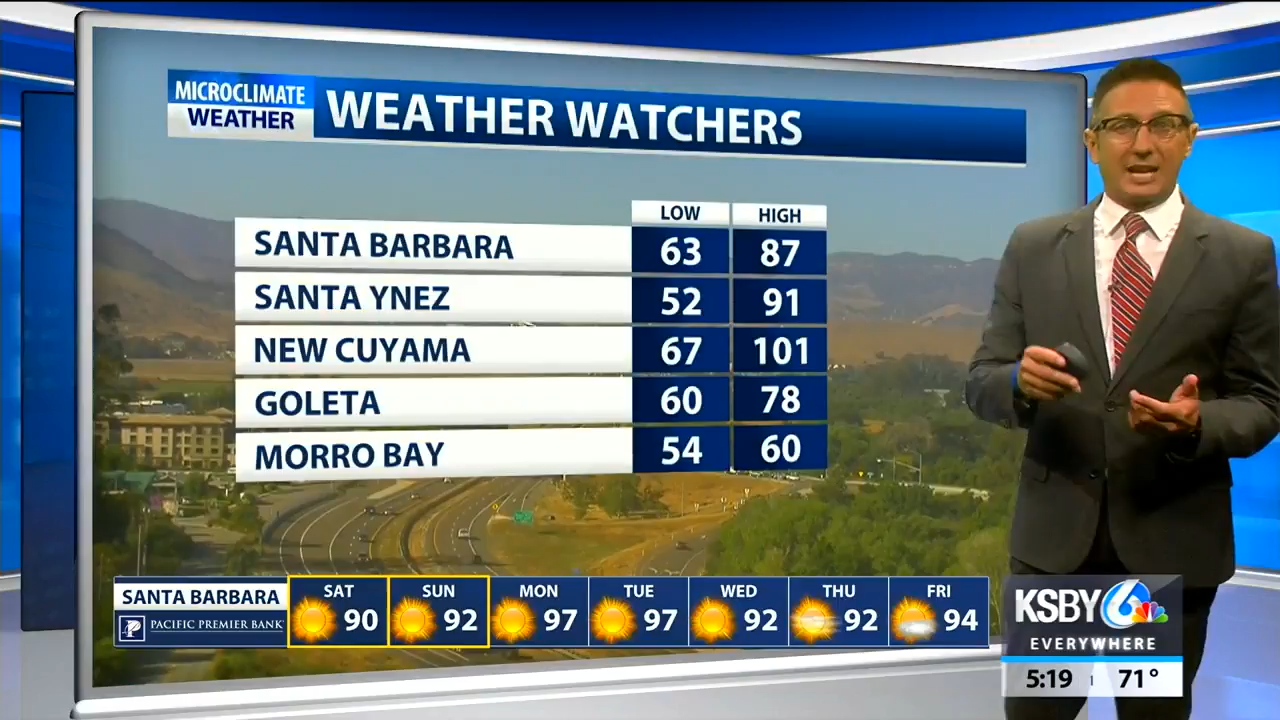 MICROCLIMATE
WEATHER
WEATHER WATCHERS
LOW HIGH
SANTA BARBARA 63 87
SANTA YNEZ 52 91
NEW CUYAMA 67 101
GOLETA 60 78
MORRO BAY 54 60
SANTA BARBARA
PACIFIC PREMIER BANK
SAT SUN MON TUE WED THU FRI
90 92 97 97 92 92 94
KSBY 6
EVERYWHERE
5:19 71°